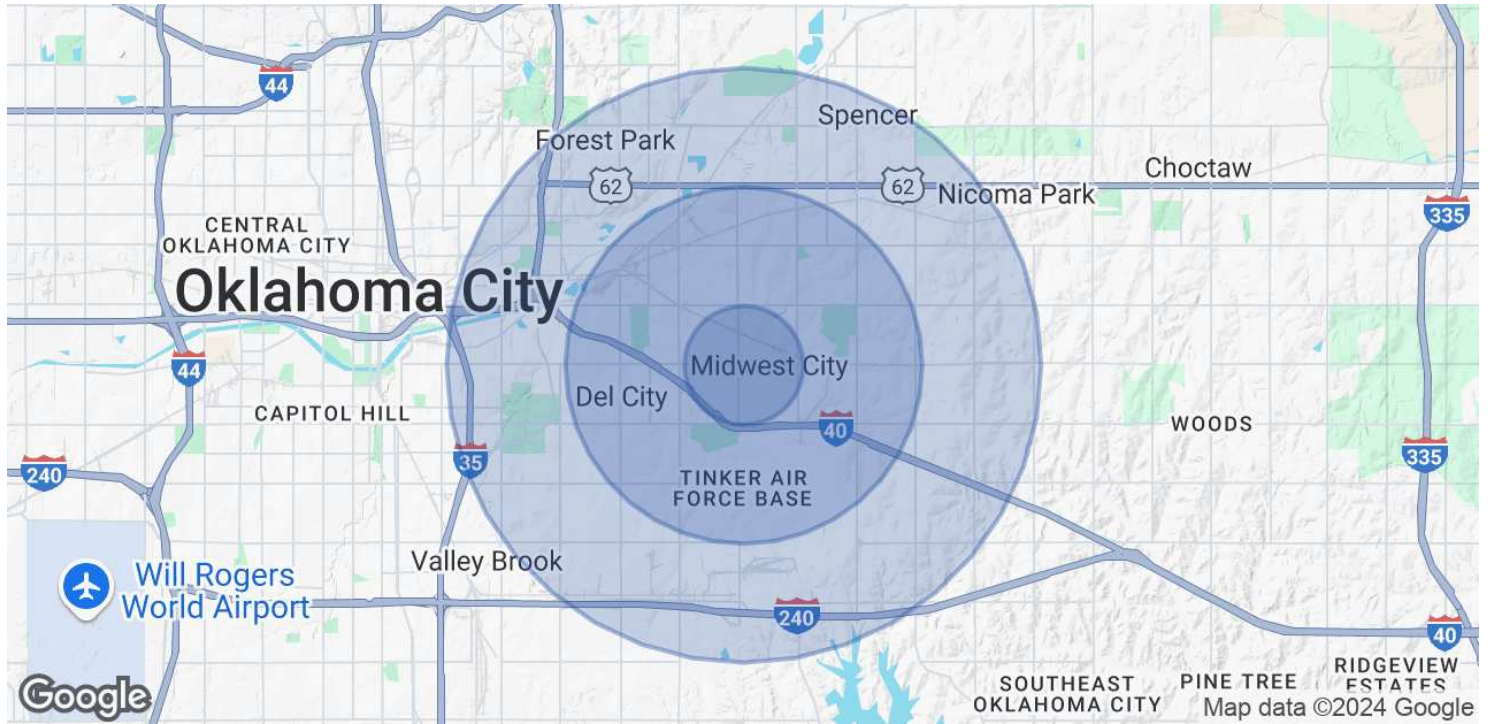 44
Spencer
Forest Park
Choctaw
62
62
Nicoma Park
335
CENTRAL
OKLAHOMA CITY
Oklahoma City
44
Midwest City
Del City
CAPITOL HILL
WOODS
40
335
35
240
TINKER AIR
FORCE BASE
Valley Brook
Will Rogers
World Airport
240
40
RIDGEVIEW
ESTATES
SOUTHEAST
OKLAHOMA CITY
PINE TREE
Google
Map data ©2024 Google